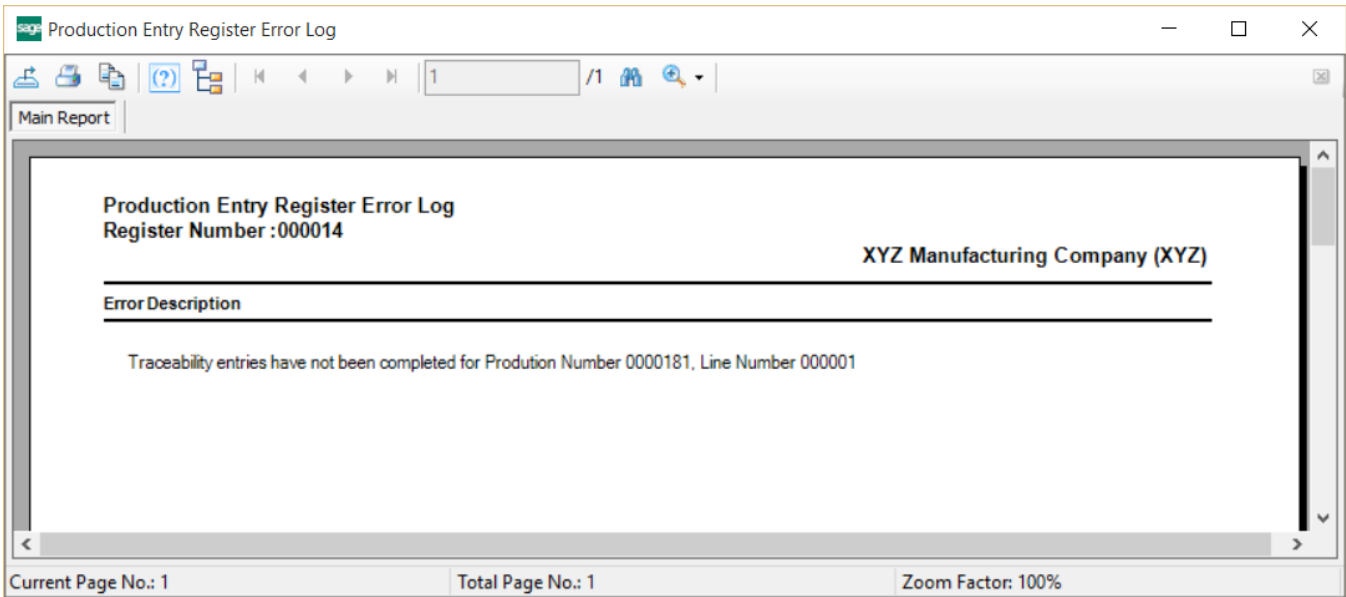 sage Production Entry Register Error Log
(?) 1 /1
Main Report
Production Entry Register Error Log
Register Number :000014
XYZ Manufacturing Company (XYZ)
Error Description
Traceability entries have not been completed for Prodution Number 0000181, Line Number 000001
Current Page No.: 1 Total Page No.: 1 Zoom Factor: 100%